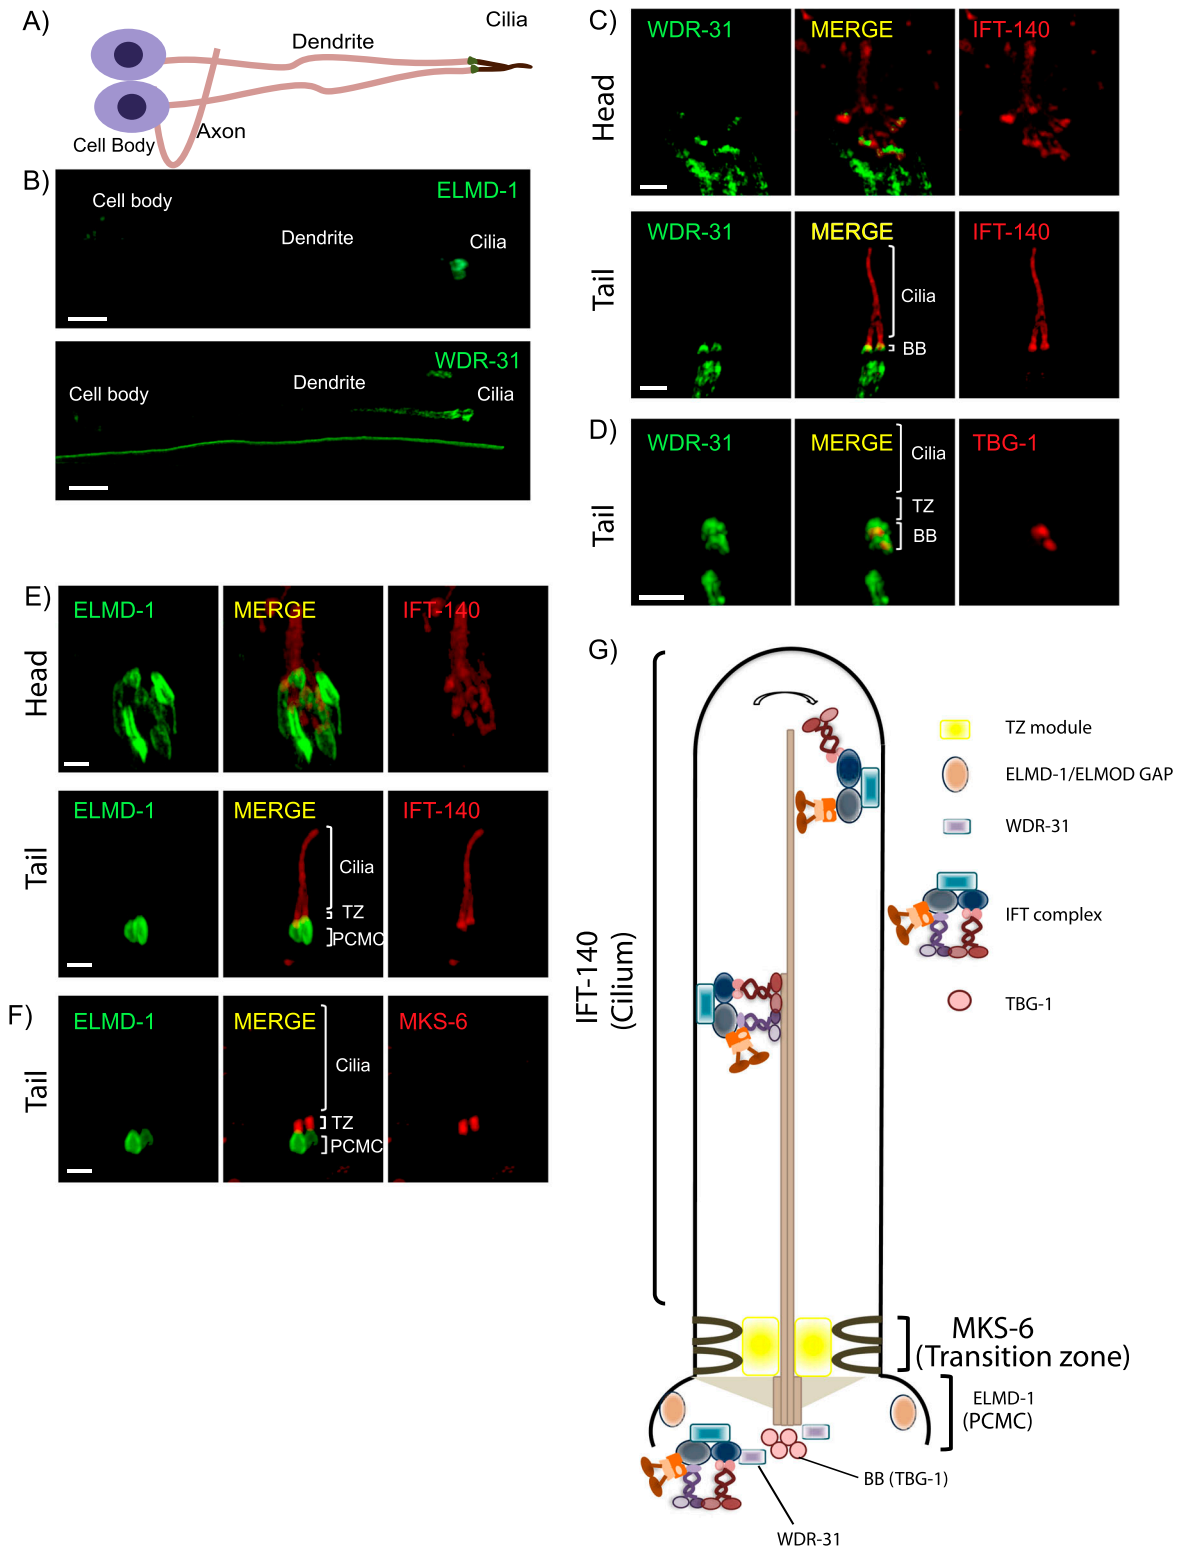 A)
Cilia
Dendrite
Axon
Cell Body
B)
ELMD-1
Cell body
Dendrite
Cilia
WDR-31
Dendrite
Cell body
Cilia
C)
Head
WDR-31
MERGE
IFT-140
Tail
WDR-31
MERGE
IFT-140
Cilia
BB
D)
Tail
WDR-31
MERGE
TBG-1
Cilia
TZ
BB
E)
Head
ELMD-1
MERGE
IFT-140
Tail
ELMD-1
MERGE
IFT-140
Cilia
TZ
PCMC
F)
Tail
ELMD-1
MERGE
MKS-6
Cilia
TZ
PCMC
G)
IFT-140
(Cilium)
TZ module
ELMD-1/ELMOD GAP
WDR-31
IFT complex
TBG-1
MKS-6
(Transition zone)
ELMD-1
(PCMC)
BB (TBG-1)
WDR-31